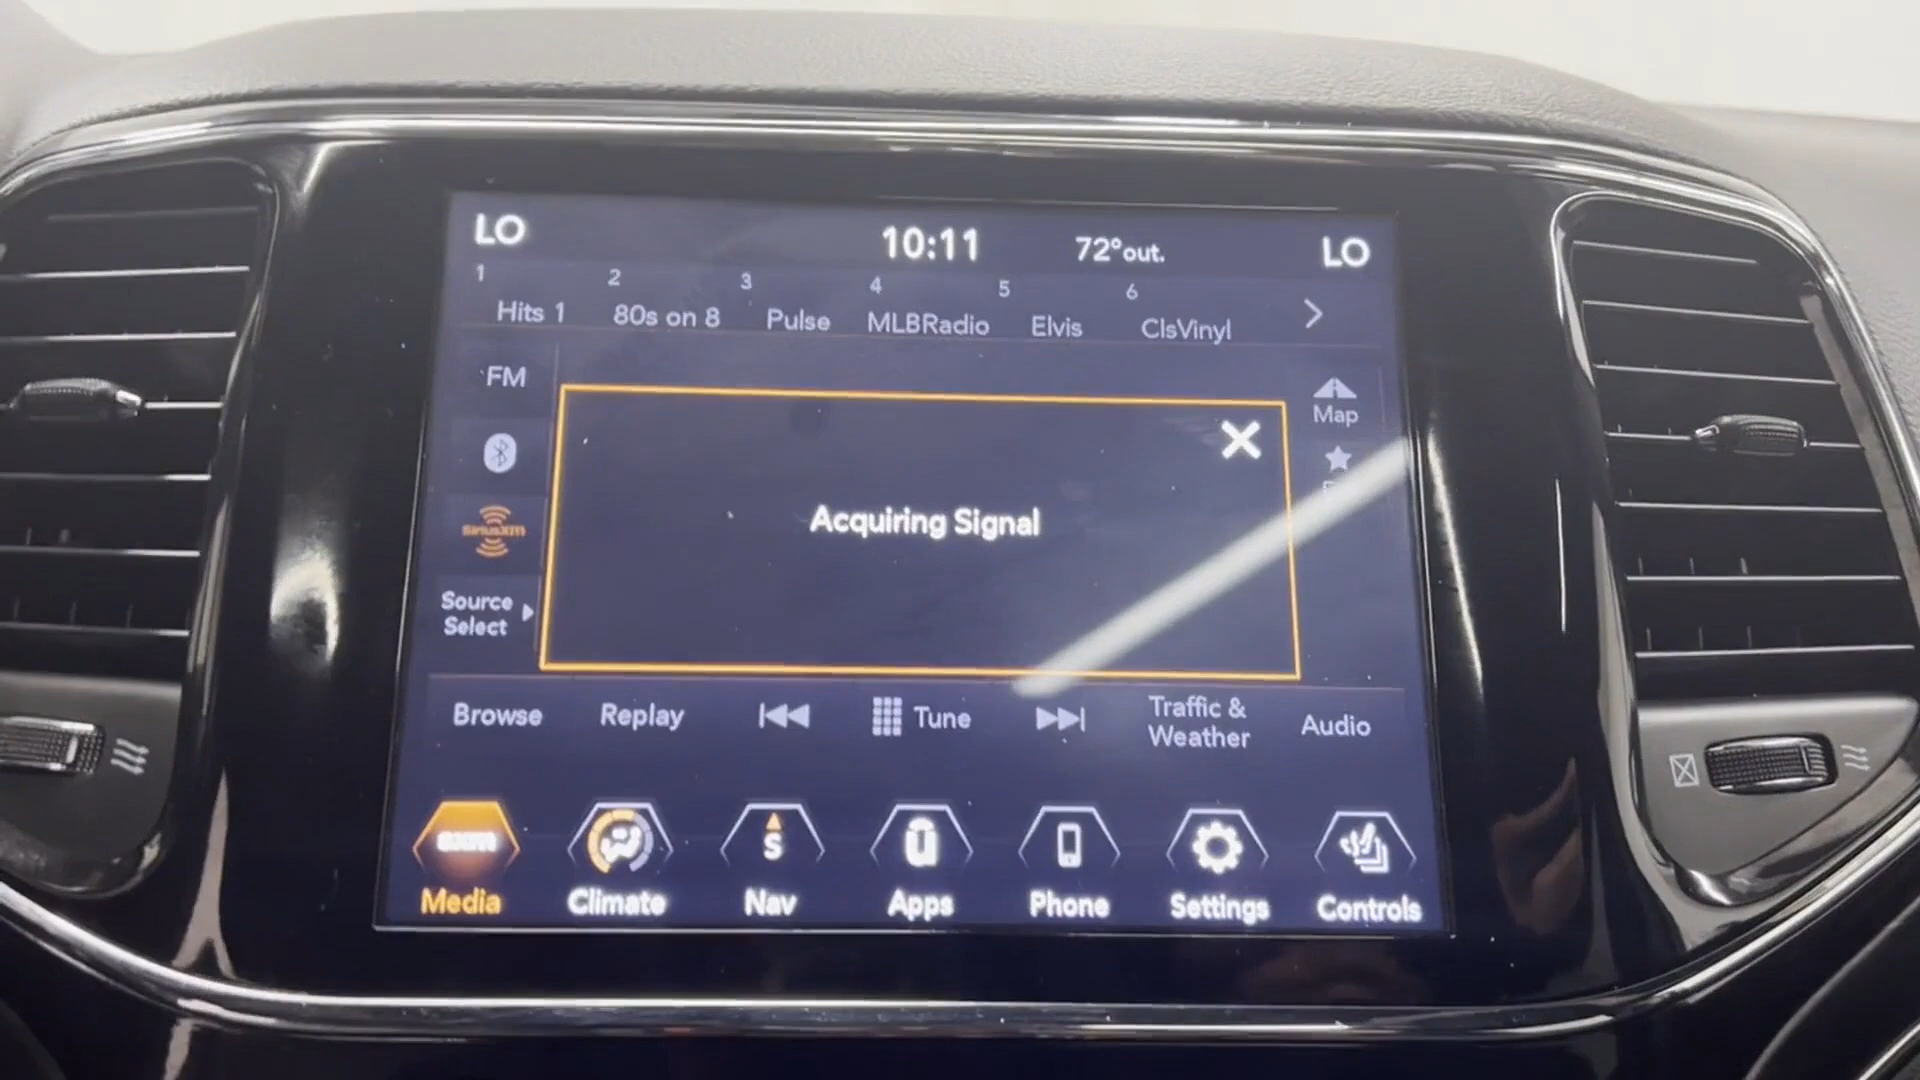 LO 10:11 72°out. LO
1 2 3 4 5 6
Hits 1 80s on 8 Pulse MLBRadio Elvis ClsVinyl
FM
Map
Acquiring Signal
SiriusXM
Source
Select
Browse Replay Tune Traffic &
Weather Audio
SXM
S
Media Climate Nav Apps Phone Settings Controls